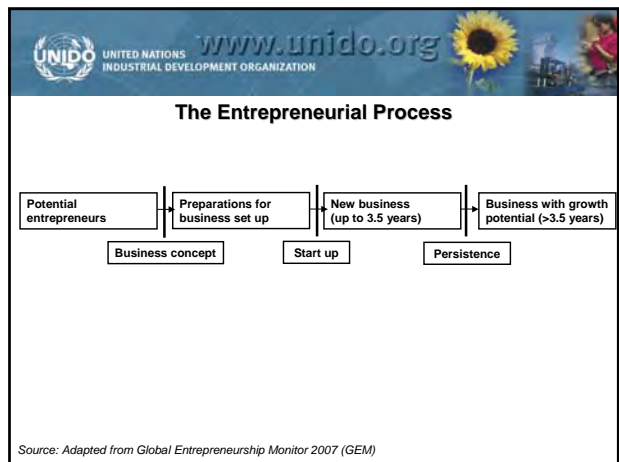 UNIDO
UNITED NATIONS
INDUSTRIAL DEVELOPMENT ORGANIZATION
www.unido.org
The Entrepreneurial Process
Potential
entrepreneurs
Preparations for
business set up
New business
(up to 3.5 years)
Business with growth
potential (>3.5 years)
Business concept
Start up
Persistence
Source: Adapted from Global Entrepreneurship Monitor 2007 (GEM)